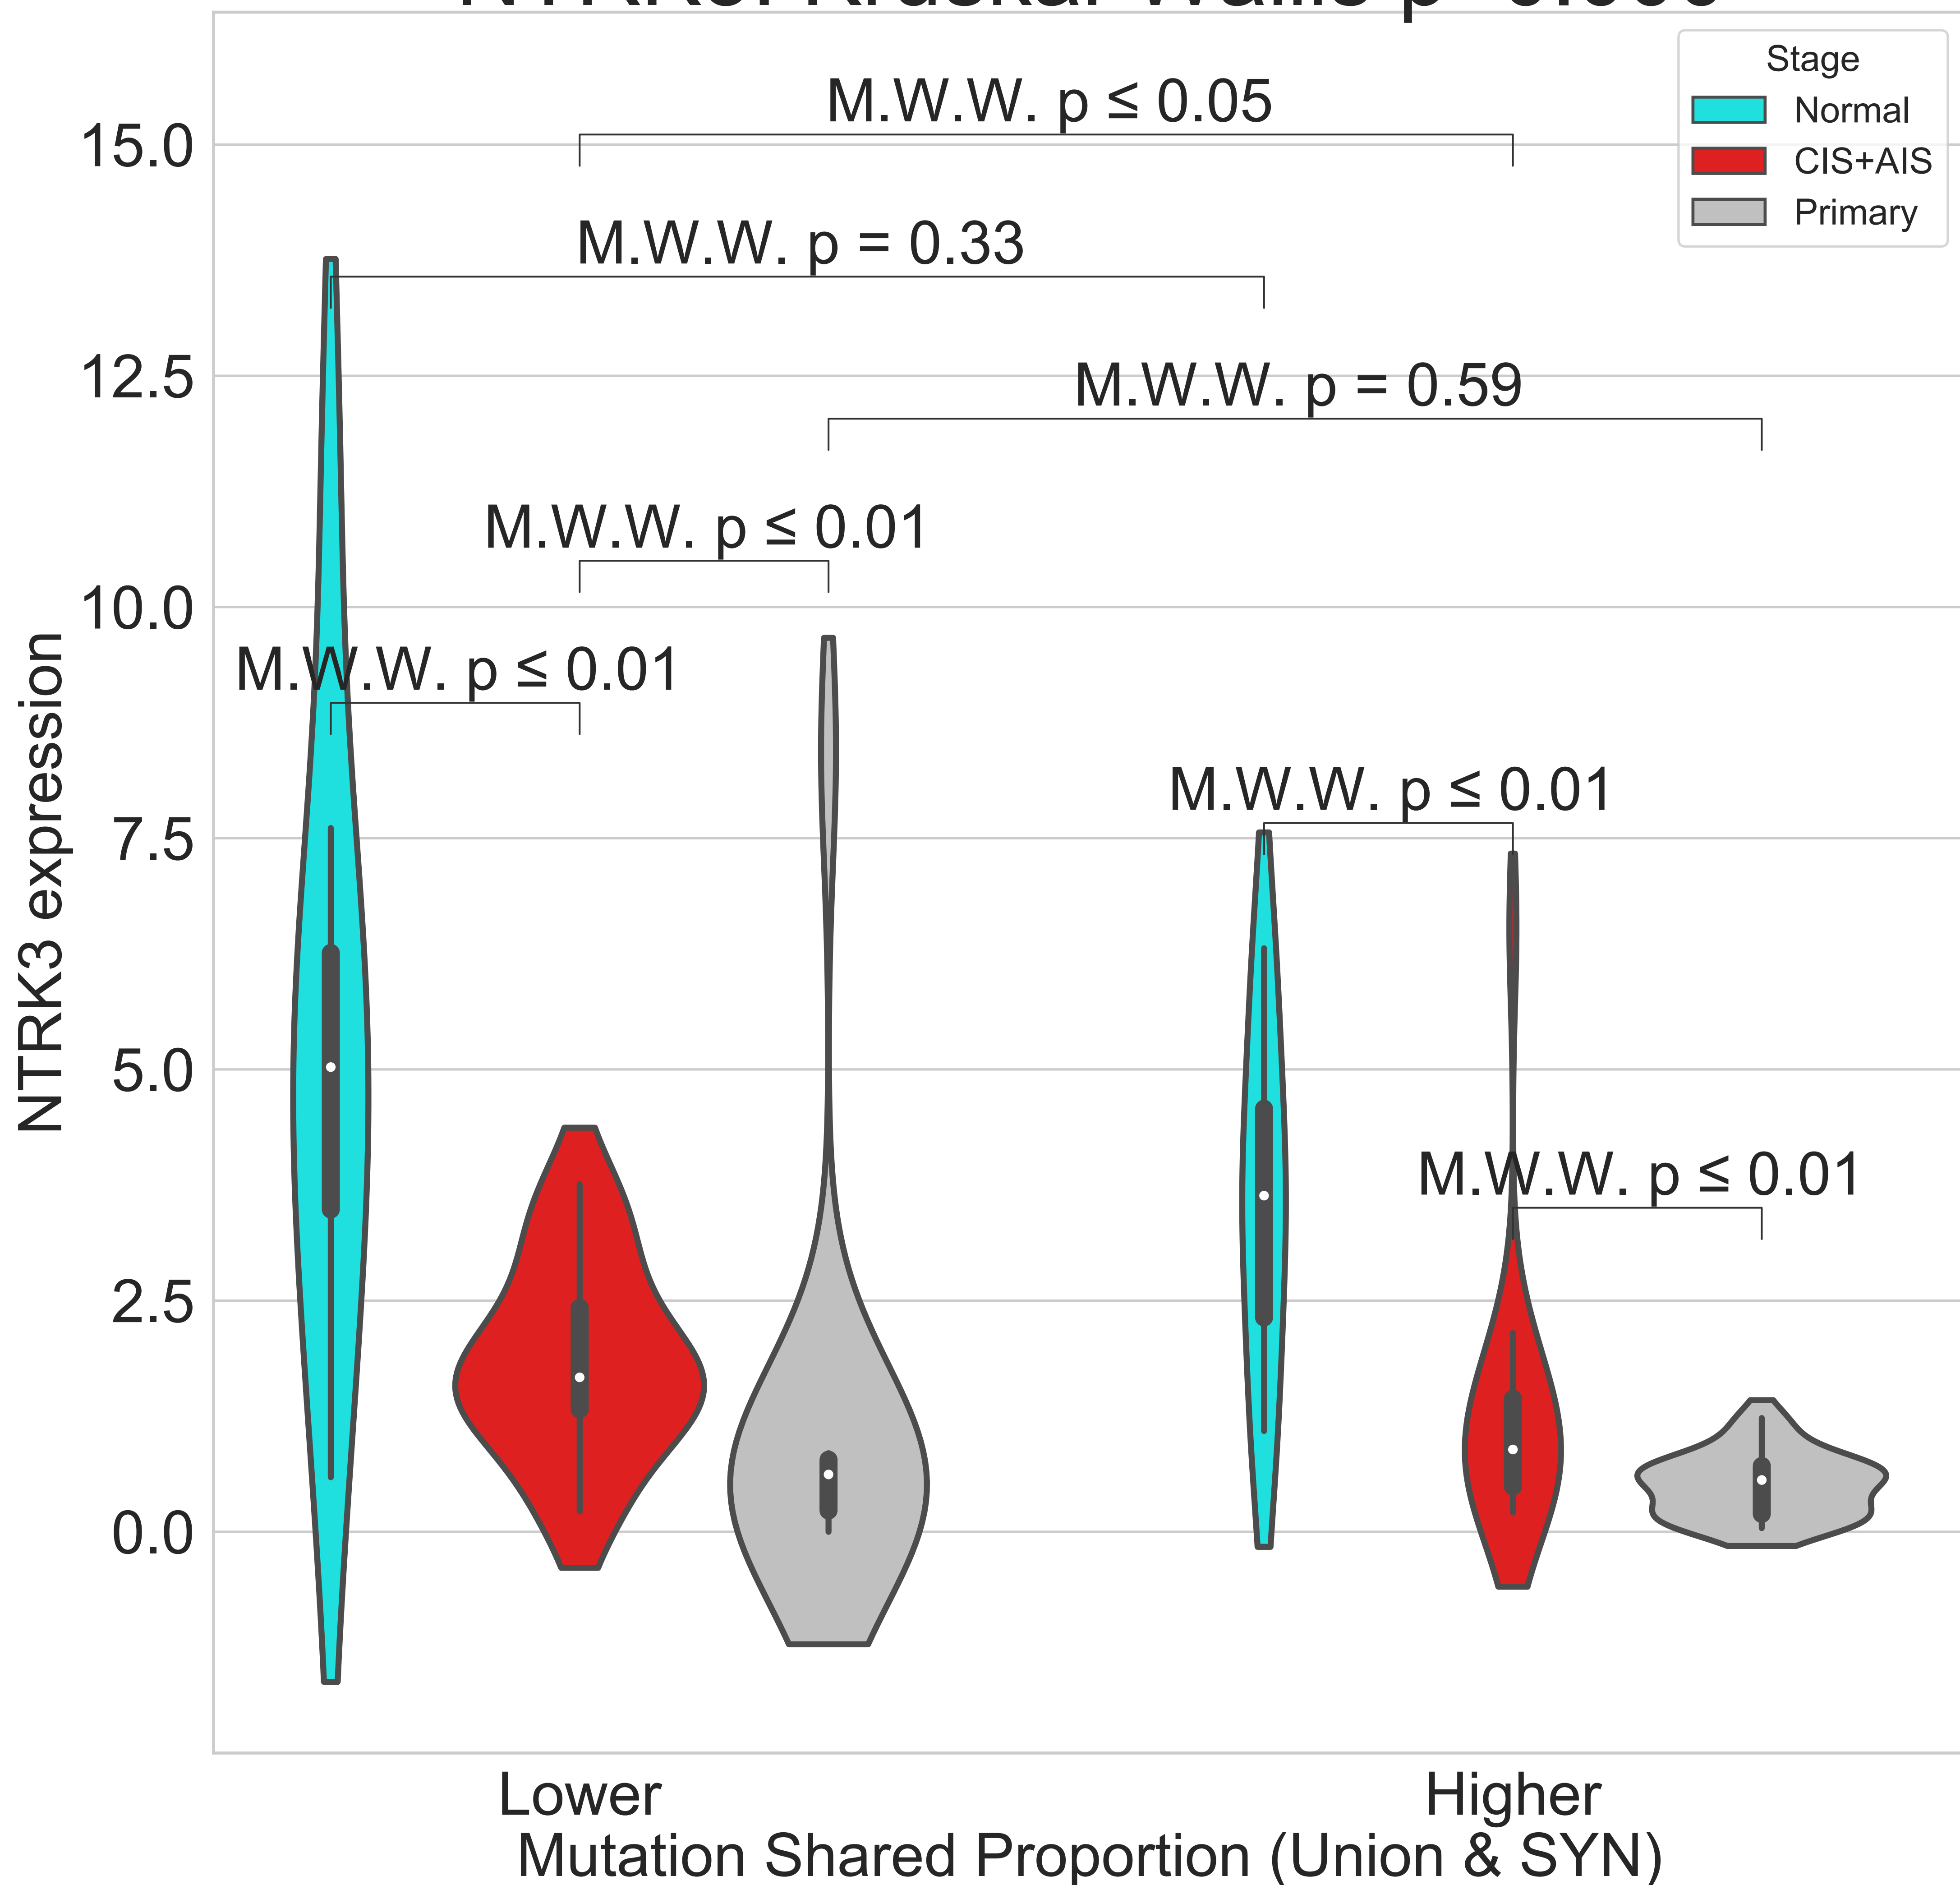 Stage
Normal
CIS+AIS
Primary
M.W.W. p ≤ 0.05
M.W.W. p = 0.33
M.W.W. p = 0.59
M.W.W. p ≤ 0.01
M.W.W. p ≤ 0.01
M.W.W. p ≤ 0.01
M.W.W. p ≤ 0.01
15.0
12.5
10.0
7.5
5.0
2.5
0.0
NTRK3 expression
Lower
Higher
Mutation Shared Proportion (Union & SYN)